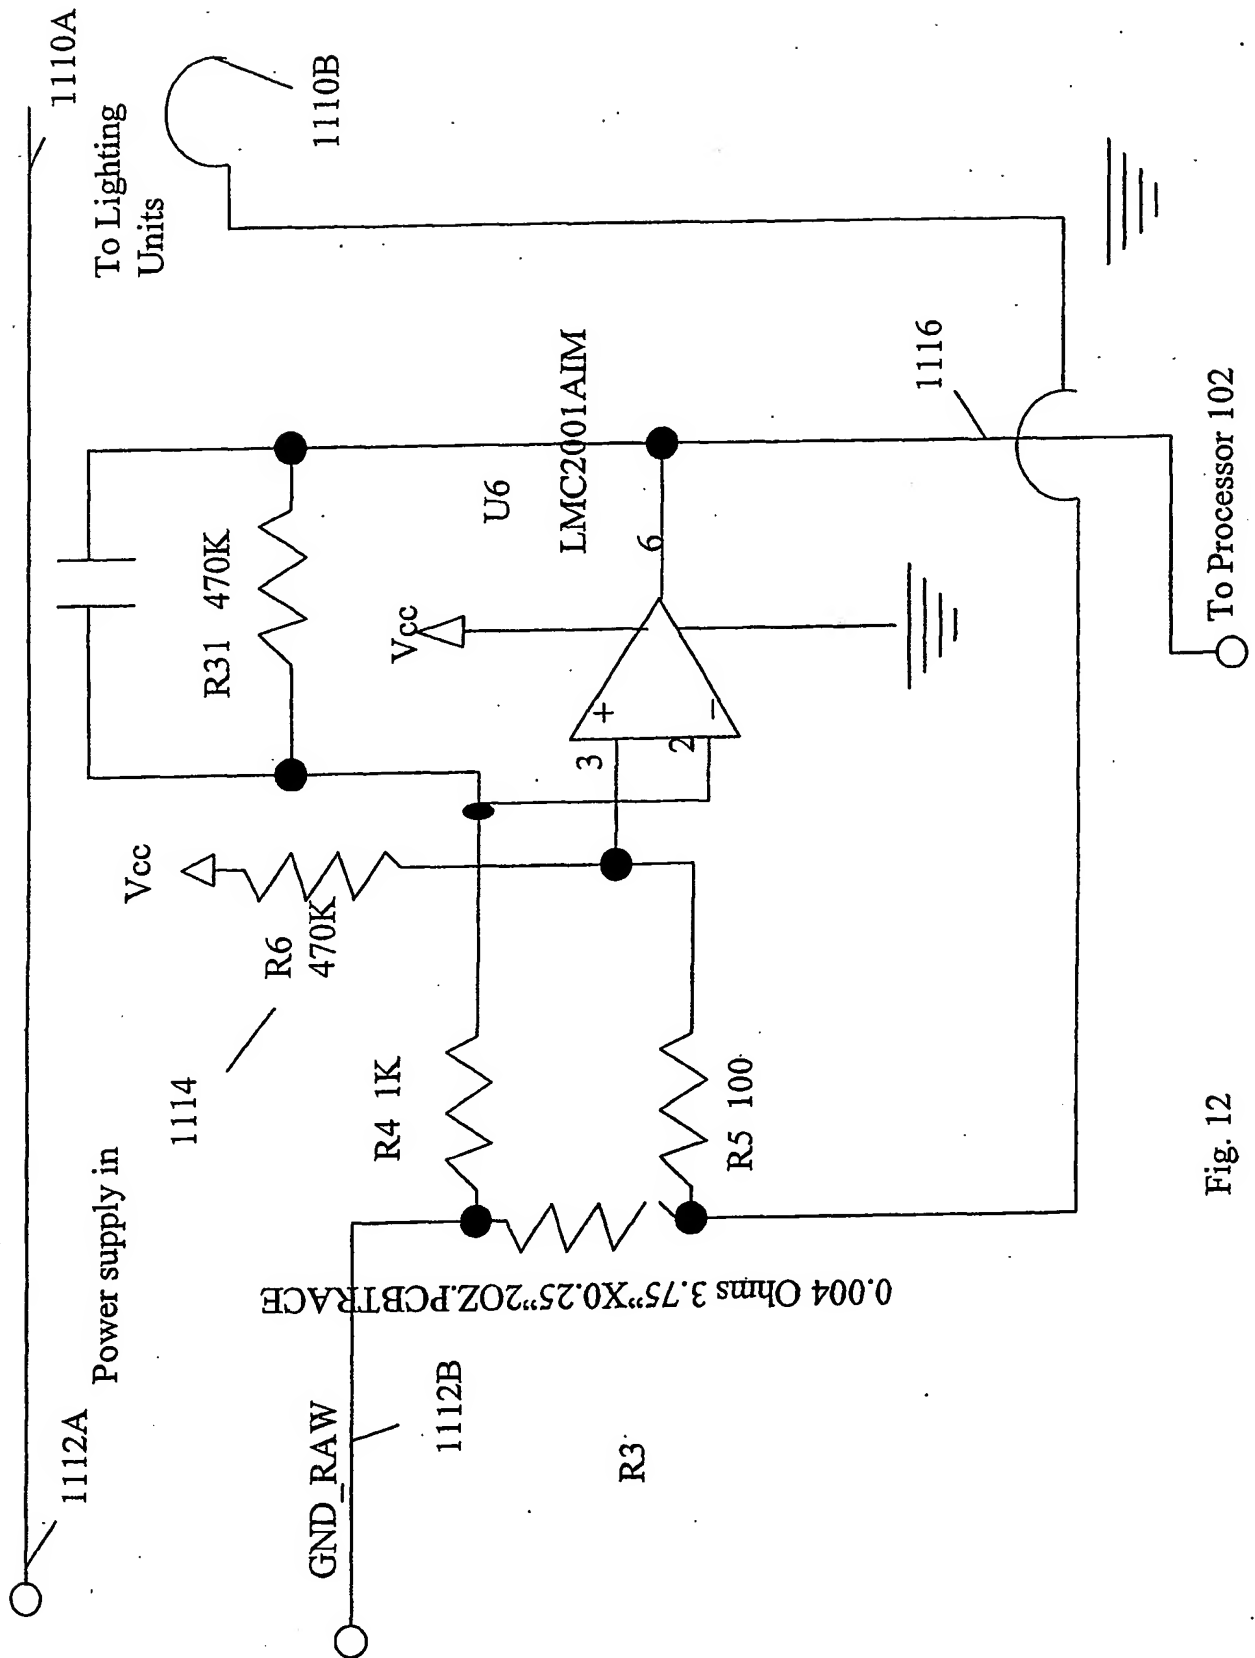 1112A
Power supply in
1110A
To Lighting
Units
1110B
GND_RAW
1112B
R3
0.004 Ohms 3.75"X0.25"2OZ.PCBTRACE
1114
Vcc
R6
470K
R4 1K
R5 100
R31 470K
Vcc
U6
LMC2001AIM
3
2
+
−
6
1116
To Processor 102
Fig. 12